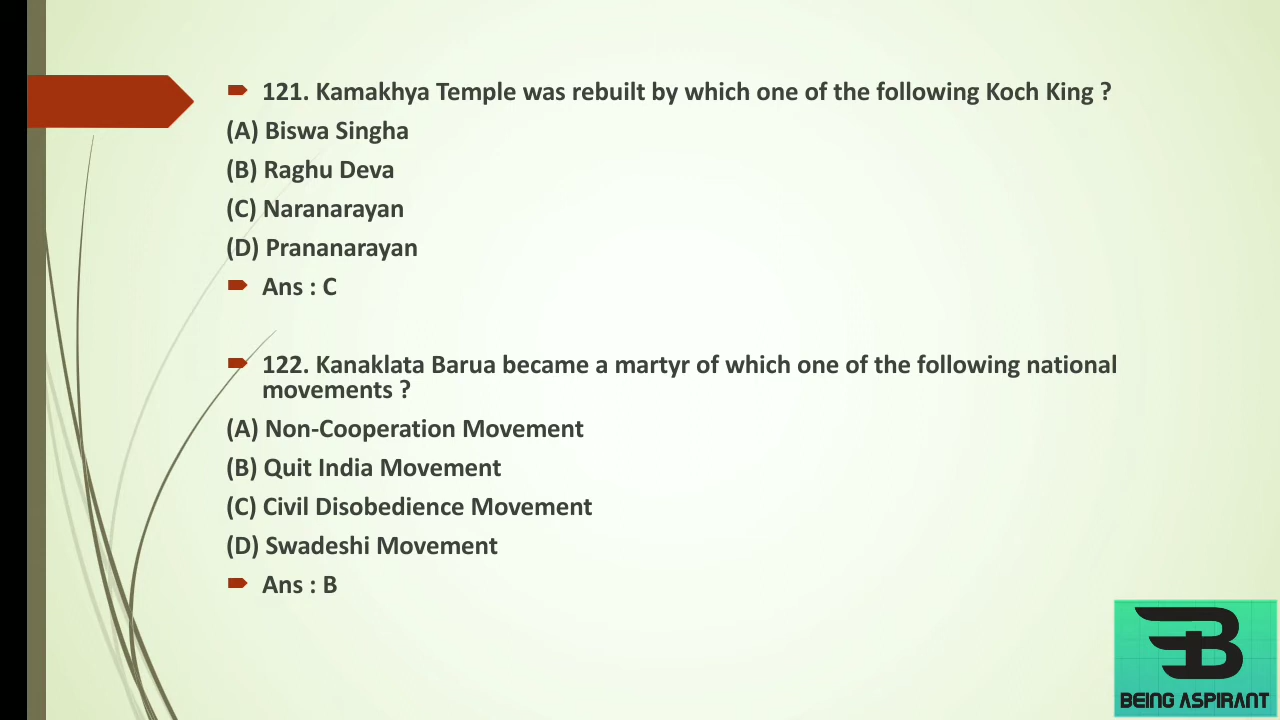 121. Kamakhya Temple was rebuilt by which one of the following Koch King ?
(A) Biswa Singha
(B) Raghu Deva
(C) Naranarayan
(D) Prananarayan
Ans : C
122. Kanaklata Barua became a martyr of which one of the following national
movements ?
(A) Non-Cooperation Movement
(B) Quit India Movement
(C) Civil Disobedience Movement
(D) Swadeshi Movement
Ans : B
B
BEING ASPIRANT